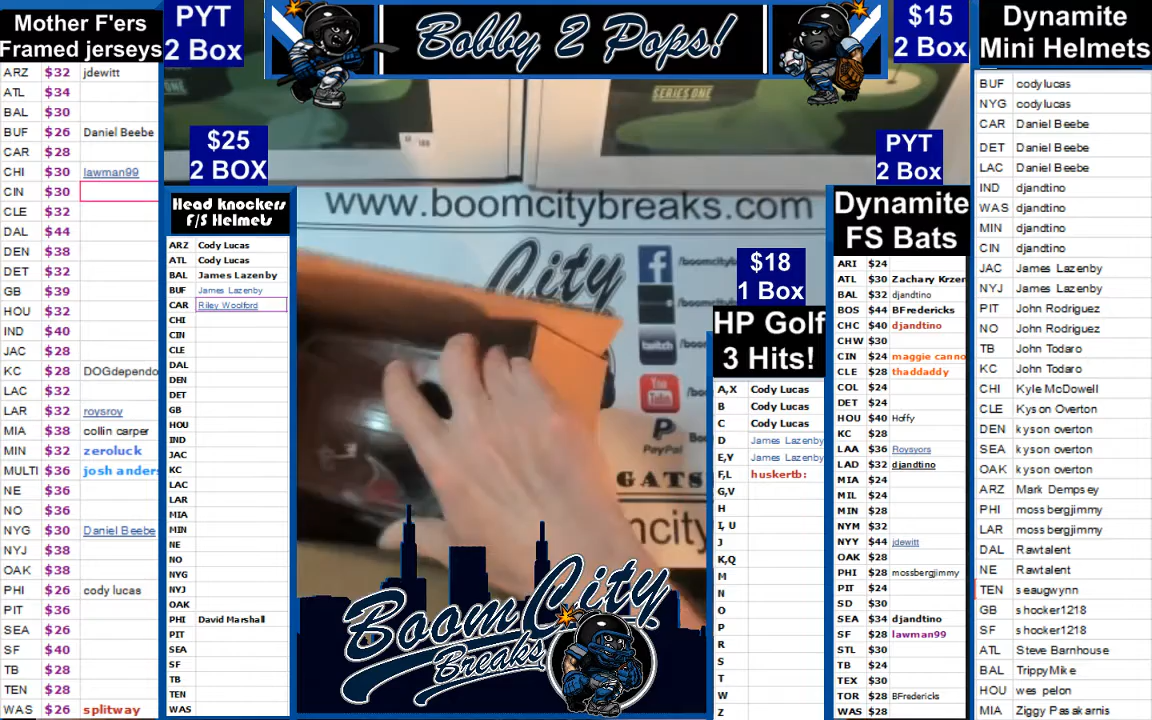 Mother F'ers
Framed jerseys
ARZ $32 jdewitt
ATL $34
BAL $30
BUF $26 Daniel Beebe
CAR $28
CHI $30 lawman99
CIN $30
CLE $32
DAL $44
DEN $38
DET $32
GB $39
HOU $32
IND $40
JAC $28
KC $28 DOGdependo
LAC $32
LAR $32 roysroy
MIA $38 collin carper
MIN $32 zeroluck
MULTI $36 josh anders
NE $36
NO $36
NYG $30 Daniel Beebe
NYJ $38
OAK $38
PHI $26 cody lucas
PIT $36
SEA $26
SF $40
TB $28
TEN $28
WAS $26 splitway
PYT
2 Box
$25
2 BOX
Head knockers
F/S Helmets
ARZ Cody Lucas
ATL Cody Lucas
BAL James Lazenby
BUF James Lazenby
CAR Riley Woolford
CHI
CIN
CLE
DAL
DEN
DET
GB
HOU
IND
JAC
KC
LAC
LAR
MIA
MIN
NE
NO
NYG
NYJ
OAK
PHI David Marshall
PIT
SEA
SF
TB
TEN
WAS
Bobby 2 Pops!
SERIES ONE
www.boomcitybreaks.com
City
/boomcityb
twitch
You
Tube
PayPal
GATS
Boom City
Breaks
$18
1 Box
HP Golf
3 Hits!
A,X Cody Lucas
B Cody Lucas
C Cody Lucas
D James Lazenby
E,Y James Lazenby
F,L huskertb:
G,V
H
I, U
J
K,Q
M
N
O
P
R
S
T
W
Z
$15
2 Box
PYT
2 Box
Dynamite
FS Bats
ARI $24
ATL $30 Zachary Krzer
BAL $32 djandtino
BOS $44 BFredericks
CHC $40 djandtino
CHW $30
CIN $24 maggie canno
CLE $28 thaddaddy
COL $24
DET $24
HOU $40 Hoffy
KC $28
LAA $36 Roysyors
LAD $32 djandtino
MIA $24
MIL $24
MIN $28
NYM $32
NYY $44 jdewitt
OAK $28
PHI $28 mossbergjimmy
PIT $24
SD $30
SEA $34 djandtino
SF $28 lawman99
STL $30
TB $24
TEX $30
TOR $28 BFredericks
WAS $28
Dynamite
Mini Helmets
BUF codylucas
NYG codylucas
CAR Daniel Beebe
DET Daniel Beebe
LAC Daniel Beebe
IND djandtino
WAS djandtino
MIN djandtino
CIN djandtino
JAC James Lazenby
NYJ James Lazenby
PIT John Rodriguez
NO John Rodriguez
TB John Todaro
KC John Todaro
CHI Kyle McDowell
CLE Kyson Overton
DEN kyson overton
SEA kyson overton
OAK kyson overton
ARZ Mark Dempsey
PHI mossbergjimmy
LAR mossbergjimmy
DAL Rawtalent
NE Rawtalent
TEN seaugwynn
GB shocker1218
SF shocker1218
ATL Steve Barnhouse
BAL TrippyMike
HOU wes pelon
MIA Ziggy Pasakarnis